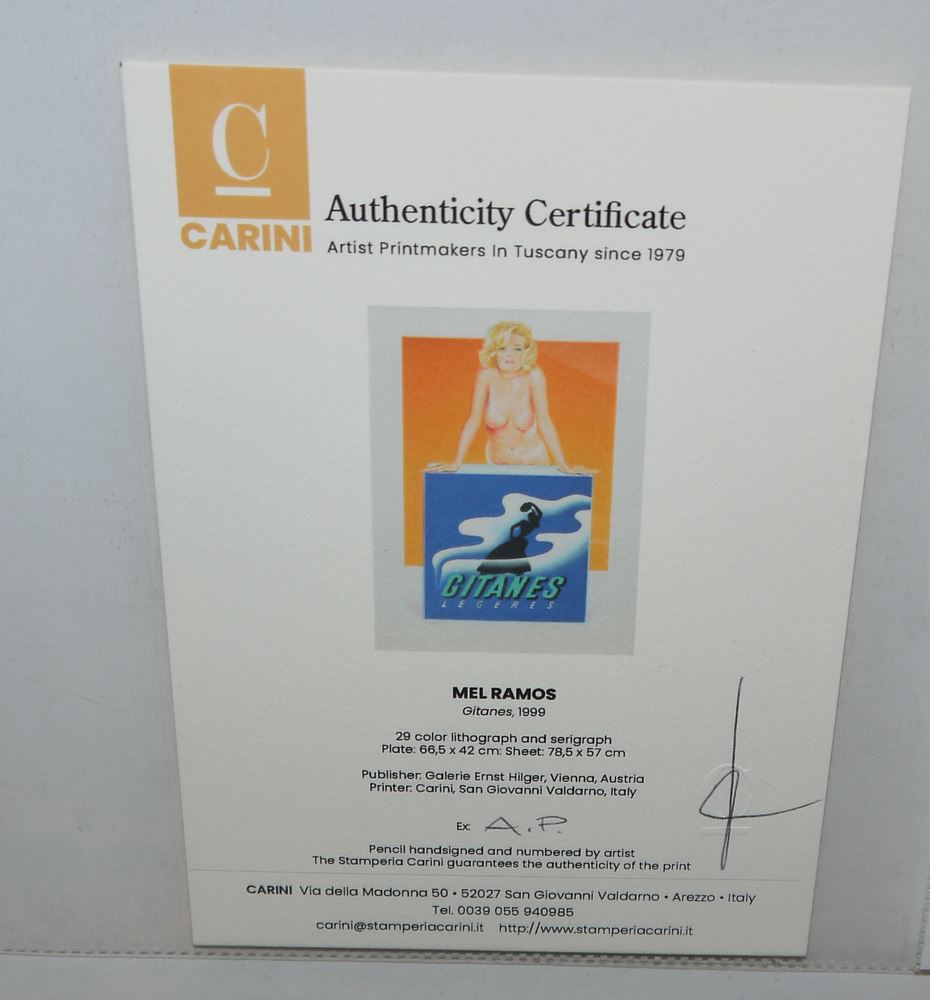 C
CARINI
Authenticity Certificate
Artist Printmakers In Tuscany since 1979
GITANES
LEGERES
MEL RAMOS
Gitanes, 1999
29 color lithograph and serigraph
Plate: 66,5 x 42 cm: Sheet: 78,5 x 57 cm
Publisher: Galerie Ernst Hilger, Vienna, Austria
Printer: Carini, San Giovanni Valdarno, Italy
Ex: A.P.
Pencil handsigned and numbered by artist
The Stamperia Carini guarantees the authenticity of the print
CARINI Via della Madonna 50 • 52027 San Giovanni Valdarno • Arezzo • Italy
Tel. 0039 055 940985
carini@stamperiacarini.it http://www.stamperiacarini.it